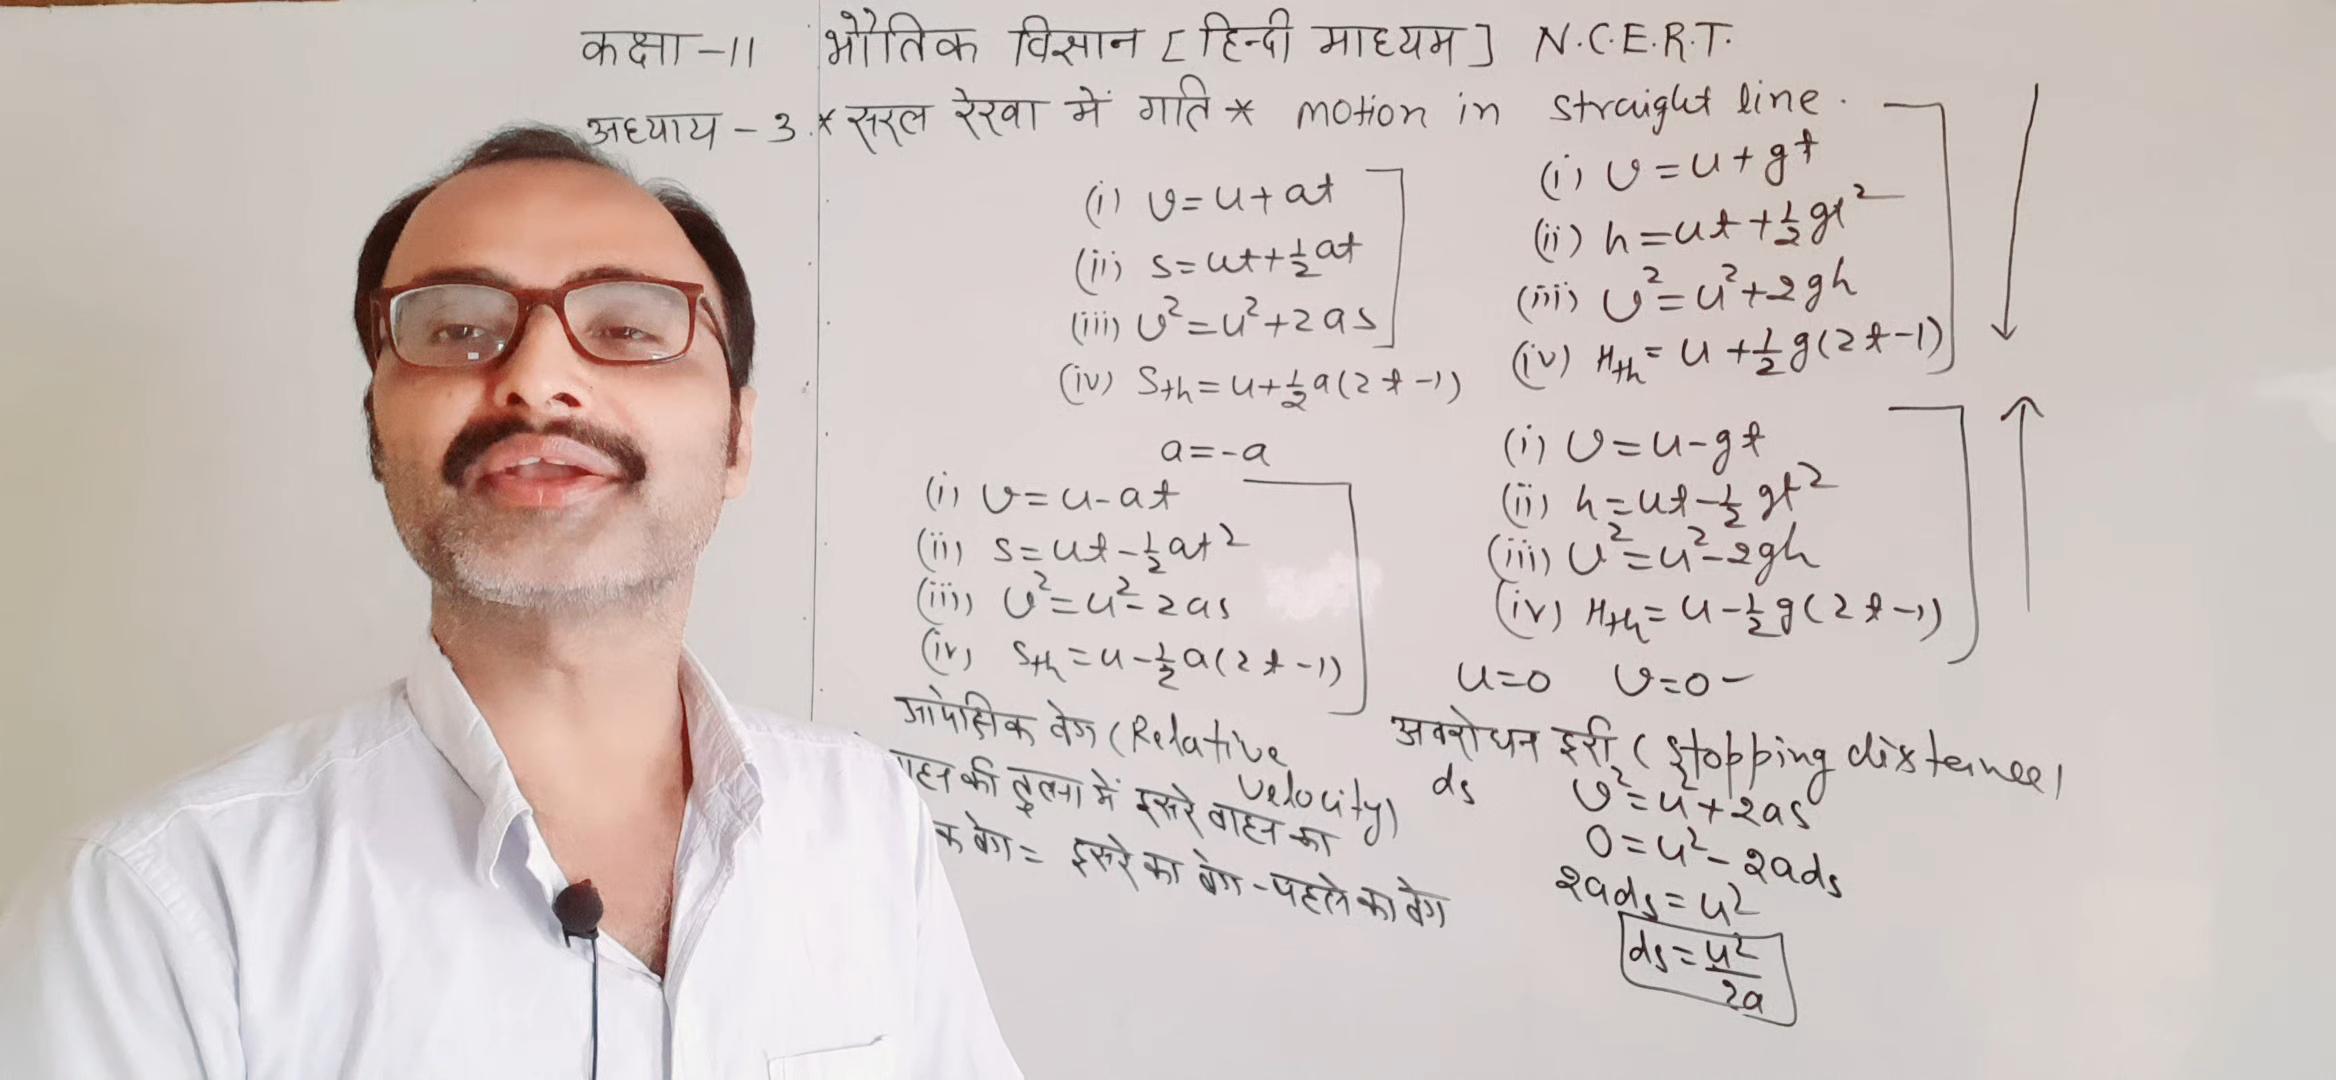 कक्षा -11 भौतिक विज्ञान [हिन्दी माध्यम] N.C.E.R.T.
अध्याय - 3 * सरल रेखा में गति * motion in straight line.
(i) v=u+at
(ii) s=ut+½at
(iii) v²=u²+2as
(iv) Sth=u+½a(2t-1)
a=-a
(i) v=u-at
(ii) s=ut-½at²
(iii) v²=u²-2as
(iv) Sth=u-½a(2t-1)
(i) v=u+gt
(ii) h=ut+½gt²
(iii) v²=u²+2gh
(iv) Hth=u+½g(2t-1)
(i) v=u-gt
(ii) h=ut-½gt²
(iii) v²=u²-2gh
(iv) Hth=u-½g(2t-1)
u=0 v=0-
आपेक्षिक वेग (Relative velocity)
की तुलना में दूसरे वाहन का
वेग = दूसरे का वेग - पहले का वेग
अवरोधन दूरी (Stopping distance)
ds v²=u²+2as
0=u²-2ads
2ads=u²
ds=u²/2a